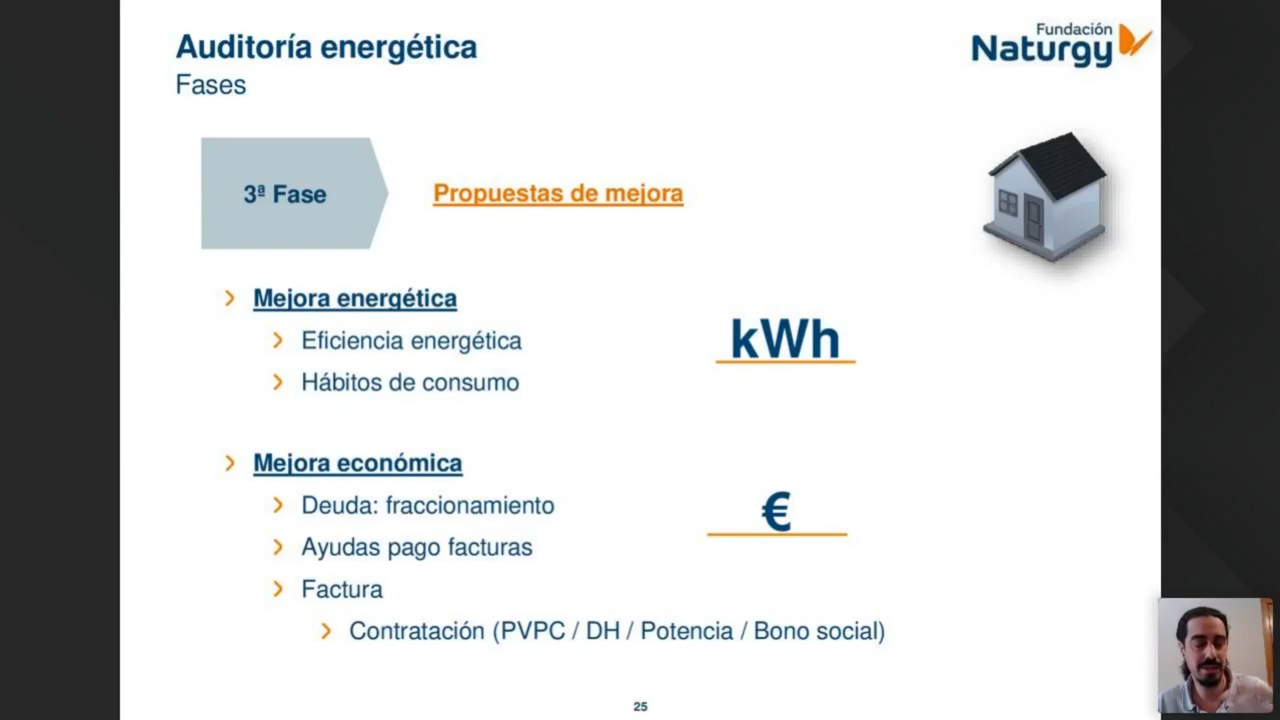 Auditoría energética
Fases
Fundación
Naturgy
3ª Fase
Propuestas de mejora
Mejora energética
Eficiencia energética
Hábitos de consumo
kWh
Mejora económica
Deuda: fraccionamiento
Ayudas pago facturas
Factura
Contratación (PVPC / DH / Potencia / Bono social)
€
25